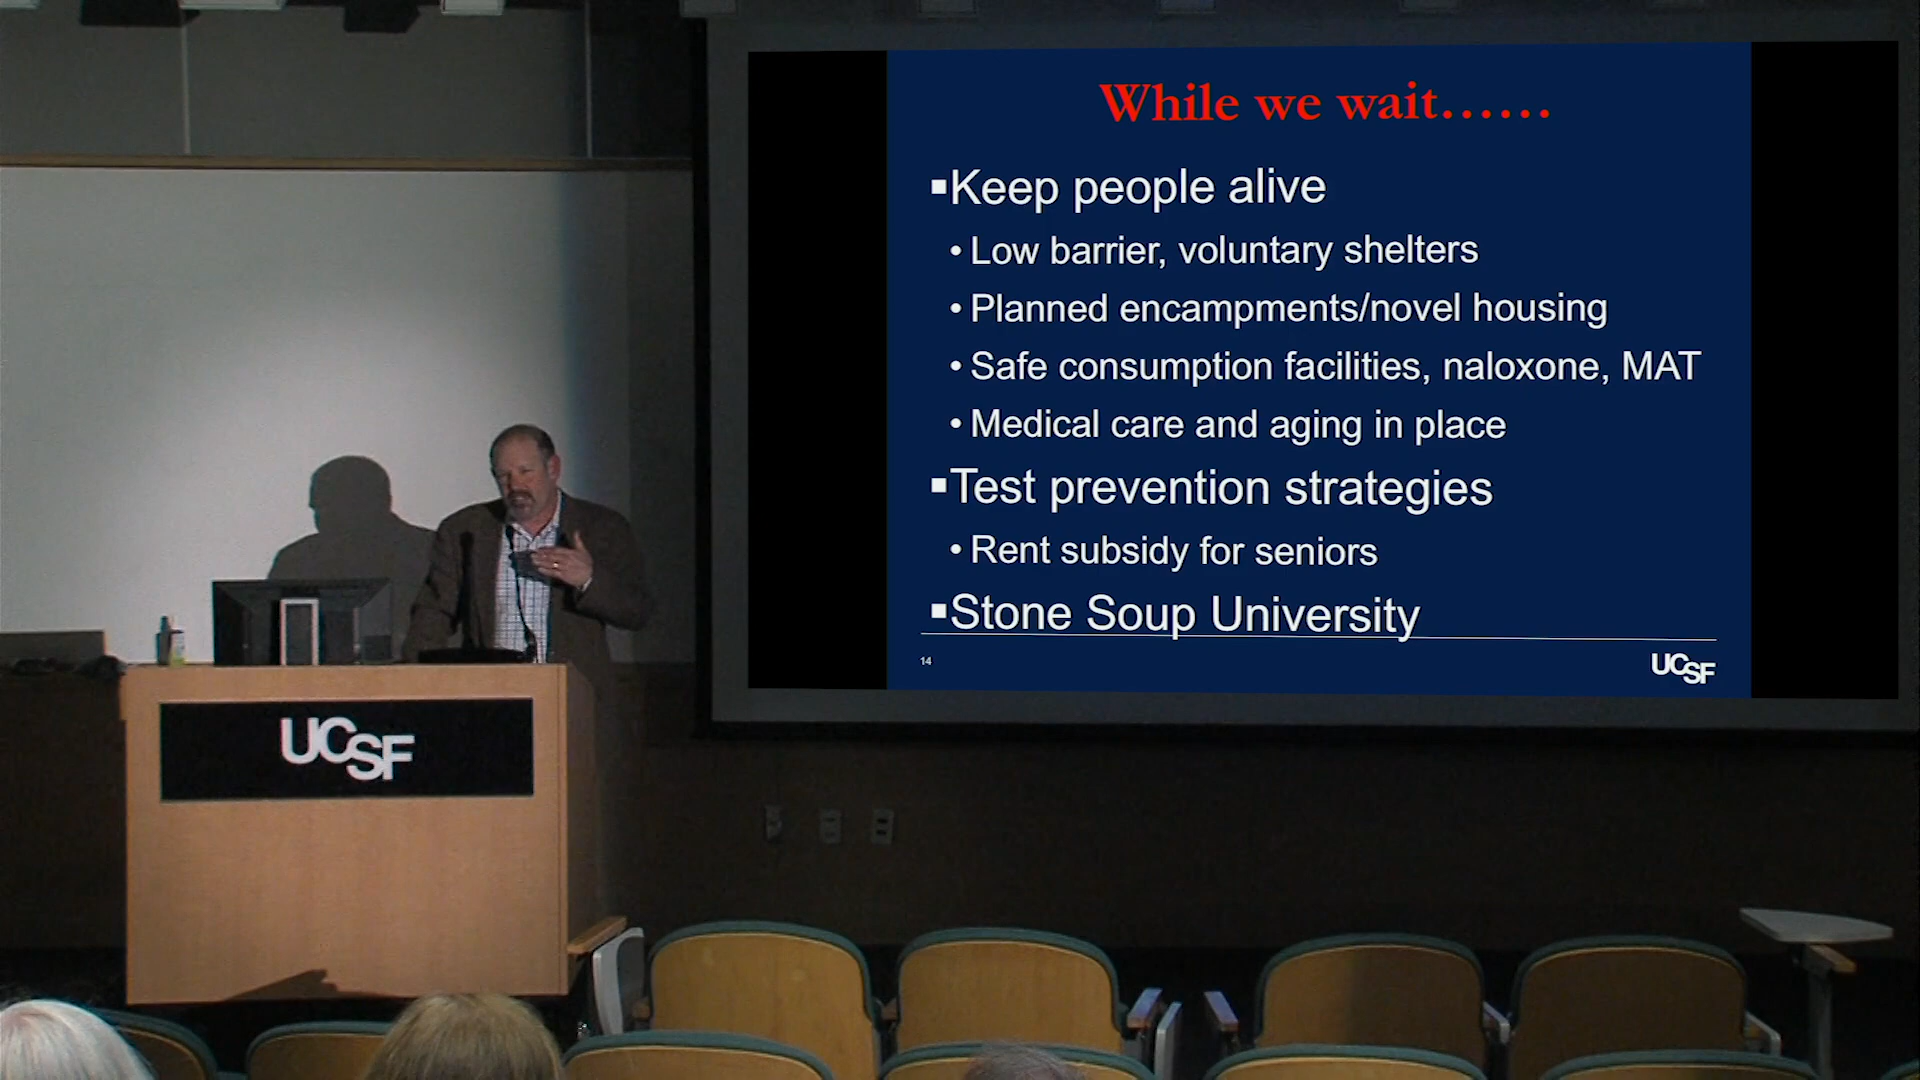 While we wait......
▪Keep people alive
• Low barrier, voluntary shelters
• Planned encampments/novel housing
• Safe consumption facilities, naloxone, MAT
• Medical care and aging in place
▪Test prevention strategies
• Rent subsidy for seniors
▪Stone Soup University
14
UCSF
UCSF